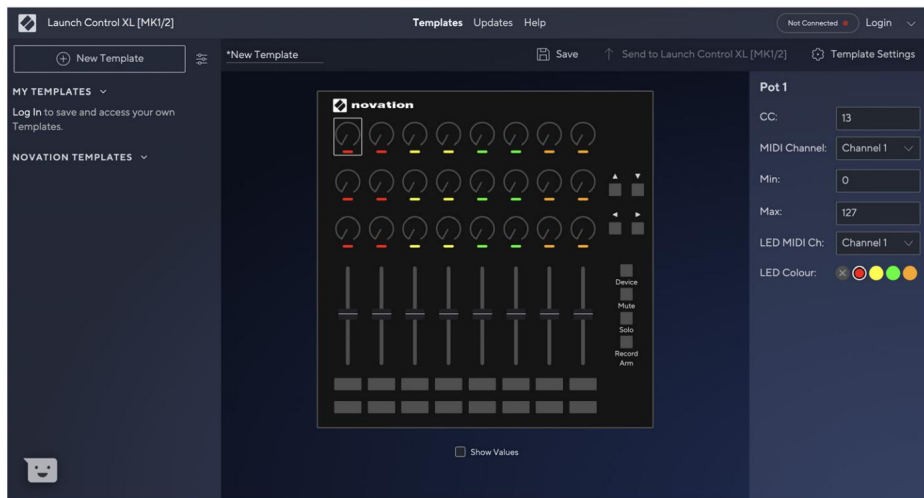 Launch Control XL [MK1/2]
Templates Updates Help
Not Connected
Login
New Template
*New Template
Save
Send to Launch Control XL [MK1/2]
Template Settings
MY TEMPLATES
Log In to save and access your own
Templates.
NOVATION TEMPLATES
novation
Device
Mute
Solo
Record
Arm
Show Values
Pot 1
CC: 13
MIDI Channel: Channel 1
Min: 0
Max: 127
LED MIDI Ch: Channel 1
LED Colour: